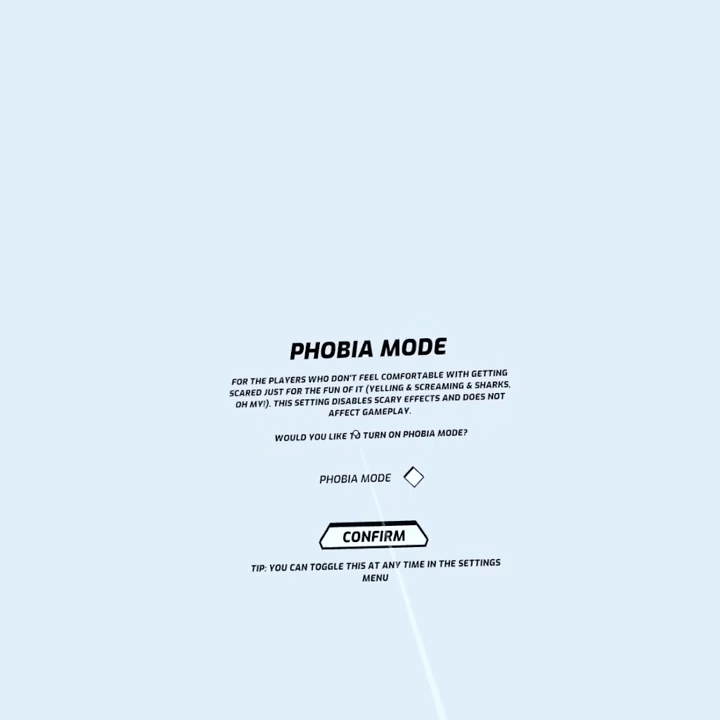 PHOBIA MODE
FOR THE PLAYERS WHO DON'T FEEL COMFORTABLE WITH GETTING
SCARED JUST FOR THE FUN OF IT (YELLING & SCREAMING & SHARKS,
OH MY!). THIS SETTING DISABLES SCARY EFFECTS AND DOES NOT
AFFECT GAMEPLAY.
WOULD YOU LIKE TO TURN ON PHOBIA MODE?
PHOBIA MODE
CONFIRM
TIP: YOU CAN TOGGLE THIS AT ANY TIME IN THE SETTINGS
MENU